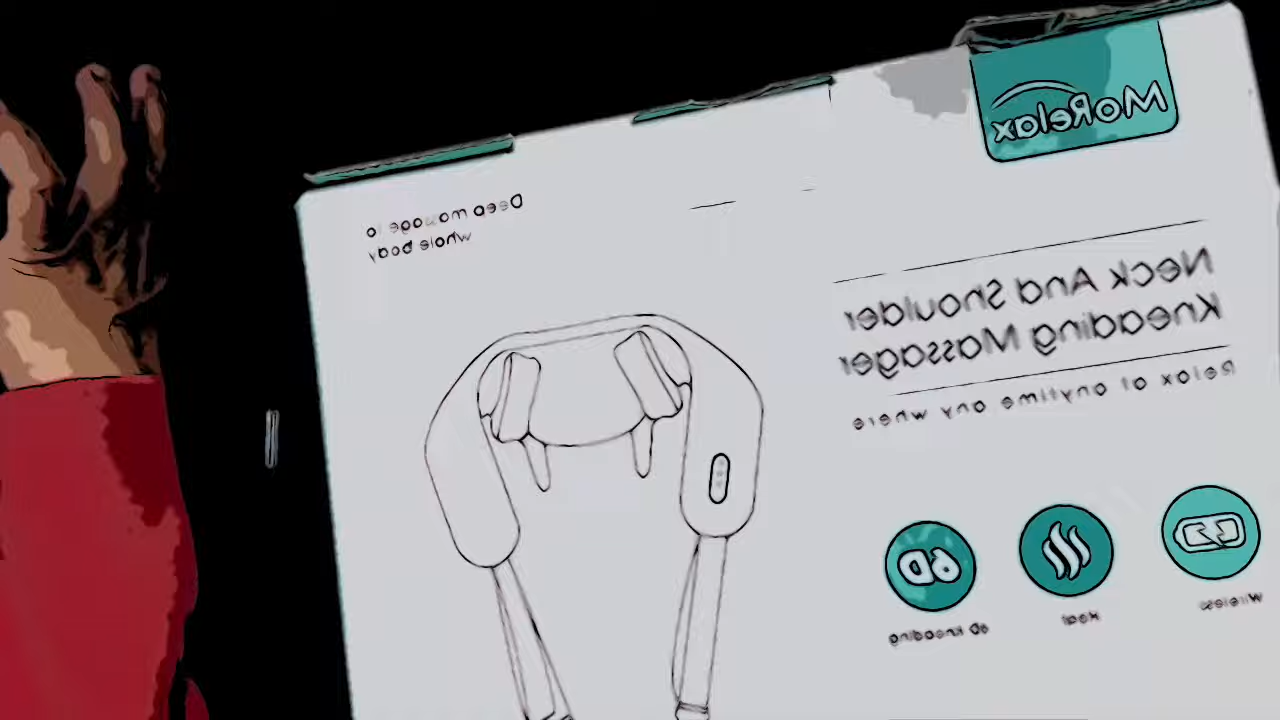 MoRelax
Neck And Shoulder
Kneading Massager
Relax at anytime any where
Deep massage to
whole body
Wireless
Heat
6D
6D kneading